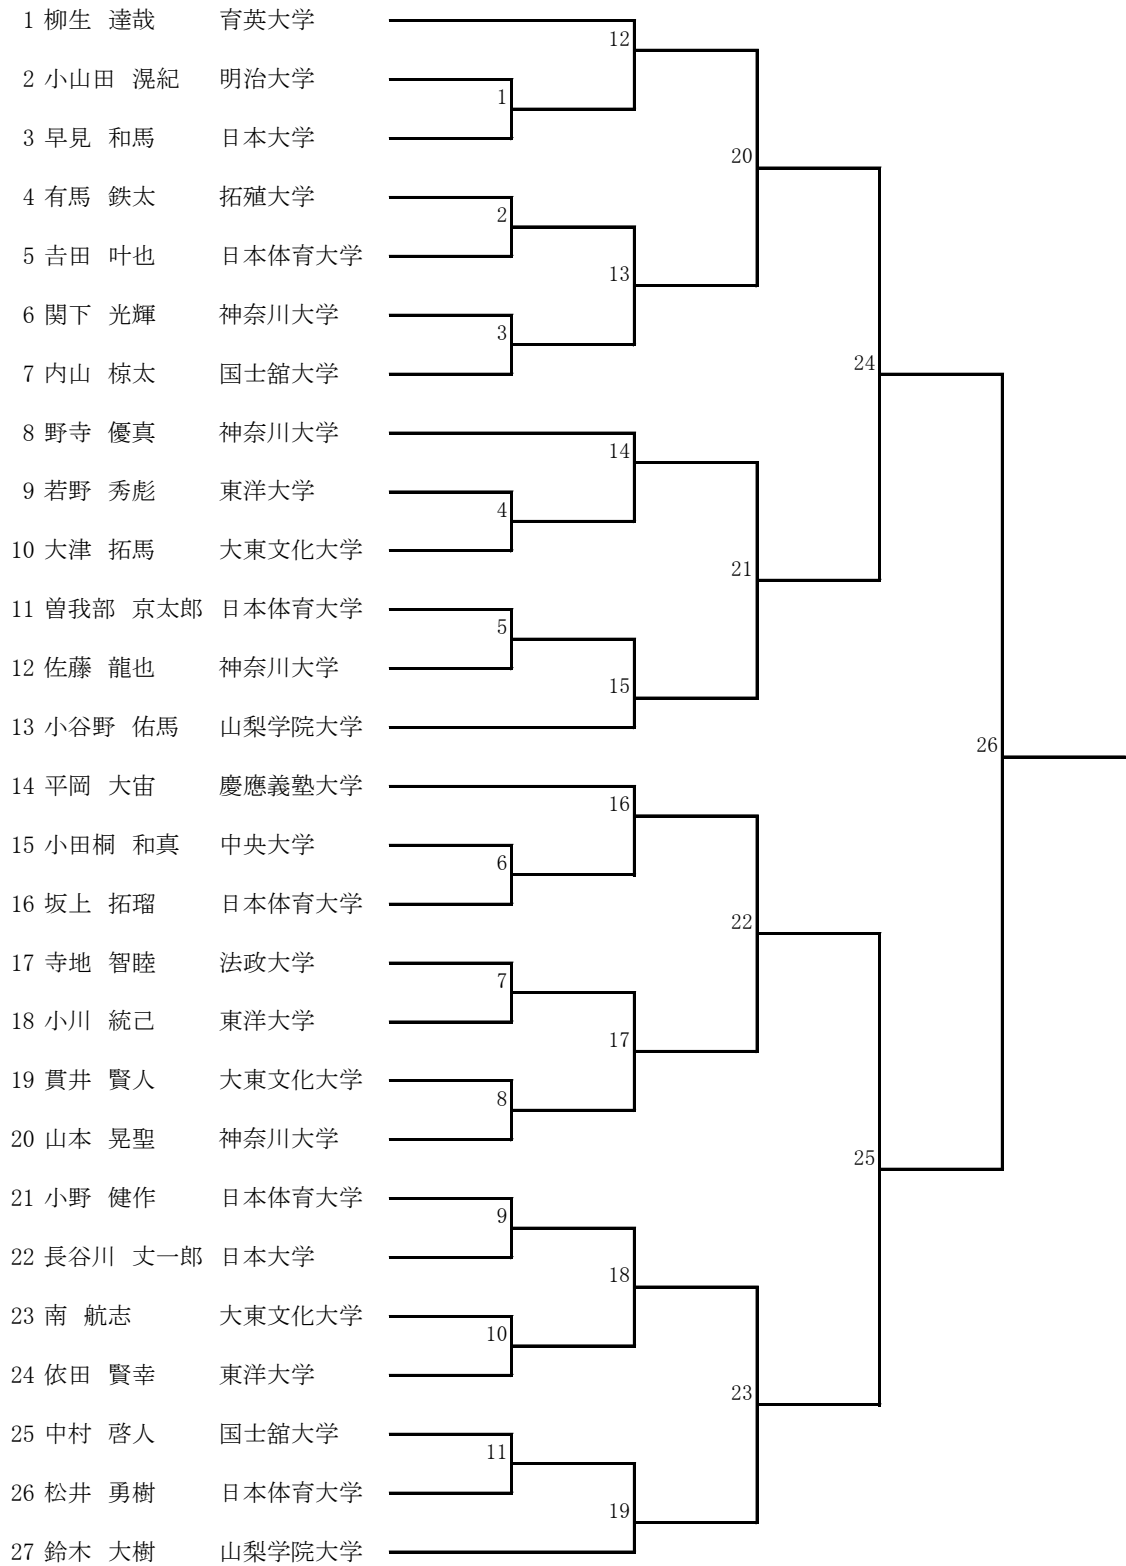 1 柳生 達哉 育英大学
12
2 小山田 滉紀 明治大学
1
3 早見 和馬 日本大学
20
4 有馬 鉄太 拓殖大学
2
5 吉田 叶也 日本体育大学
13
6 関下 光輝 神奈川大学
3
7 内山 椋太 国士舘大学
24
8 野寺 優真 神奈川大学
14
9 若野 秀彪 東洋大学
4
10 大津 拓馬 大東文化大学
21
11 曽我部 京太郎 日本体育大学
5
12 佐藤 龍也 神奈川大学
15
13 小谷野 佑馬 山梨学院大学
26
14 平岡 大宙 慶應義塾大学
16
15 小田桐 和真 中央大学
6
16 坂上 拓瑠 日本体育大学
22
17 寺地 智睦 法政大学
7
18 小川 統己 東洋大学
17
19 貫井 賢人 大東文化大学
8
20 山本 晃聖 神奈川大学
25
21 小野 健作 日本体育大学
9
22 長谷川 丈一郎 日本大学
18
23 南 航志 大東文化大学
10
24 依田 賢幸 東洋大学
23
25 中村 啓人 国士舘大学
11
26 松井 勇樹 日本体育大学
19
27 鈴木 大樹 山梨学院大学